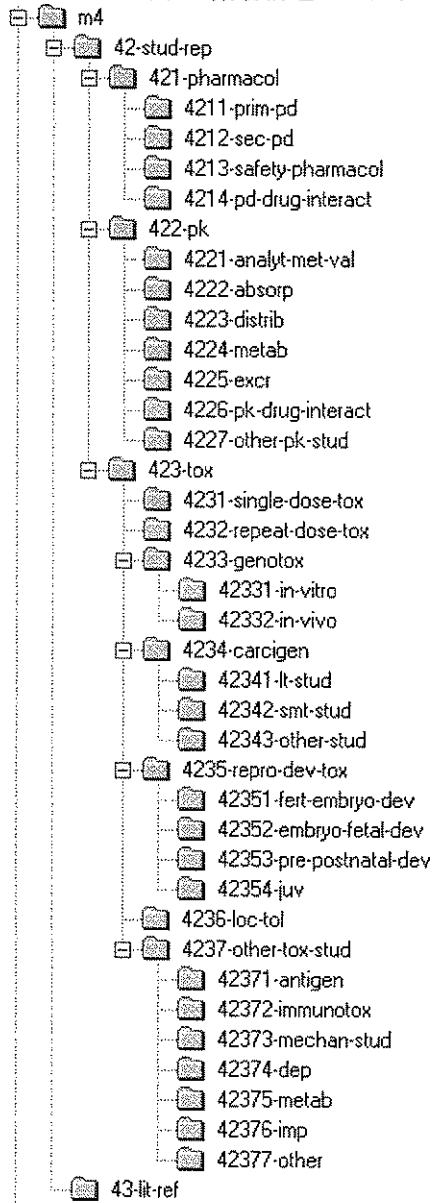 m4
42-stud-rep
421-pharmacol
4211-prim-pd
4212-sec-pd
4213-safety-pharmacol
4214-pd-drug-interact
422-pk
4221-analyt-met-val
4222-absorp
4223-distrib
4224-metab
4225-excr
4226-pk-drug-interact
4227-other-pk-stud
423-tox
4231-single-dose-tox
4232-repeat-dose-tox
4233-genotox
42331-in-vitro
42332-in-vivo
4234-carcigen
42341-lt-stud
42342-smt-stud
42343-other-stud
4235-repro-dev-tox
42351-fert-embryo-dev
42352-embryo-fetal-dev
42353-pre-postnatal-dev
42354-juv
4236-loc-tol
4237-other-tox-stud
42371-antigen
42372-immunotox
42373-mechan-stud
42374-dep
42375-metab
42376-imp
42377-other
43-lit-ref